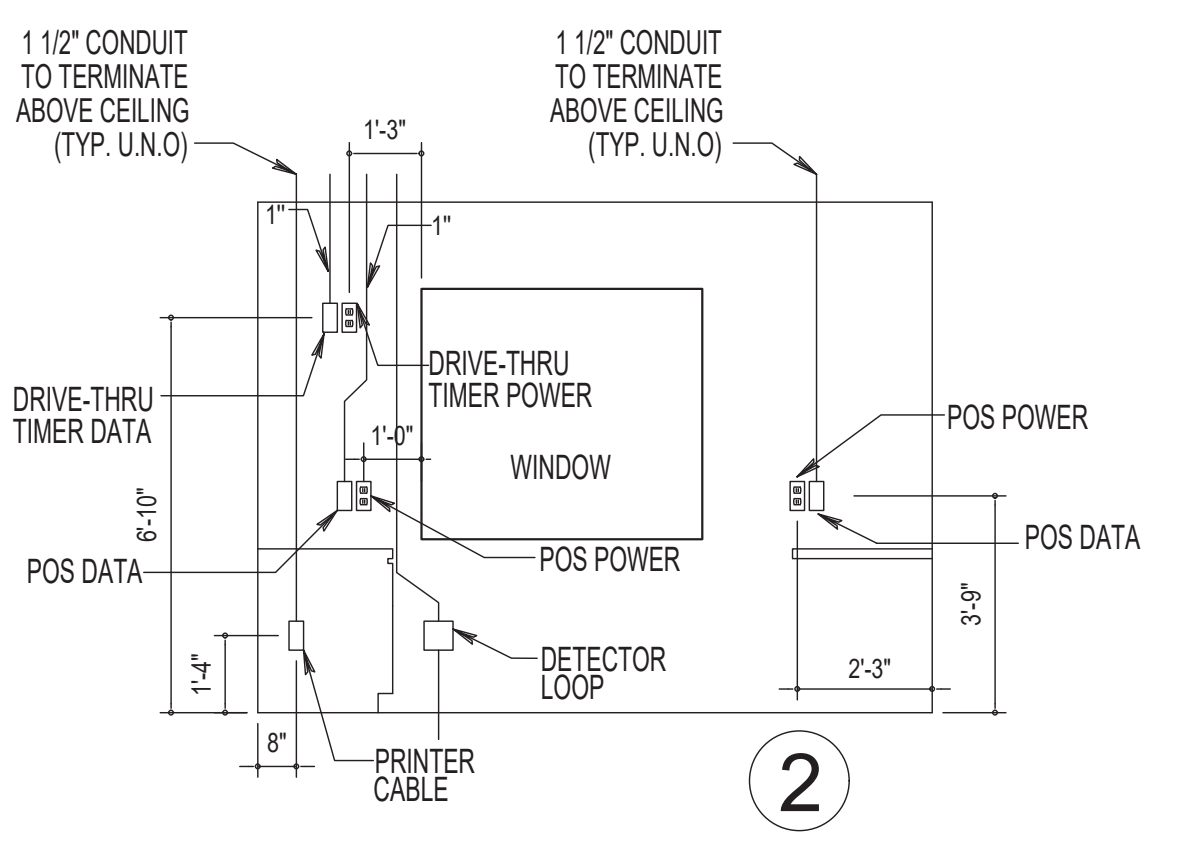 1 1/2" CONDUIT
TO TERMINATE
ABOVE CEILING
(TYP. U.N.O)
1 1/2" CONDUIT
TO TERMINATE
ABOVE CEILING
(TYP. U.N.O)
1'-3"
1"
1"
DRIVE-THRU
TIMER POWER
DRIVE-THRU
TIMER DATA
POS POWER
1'-0"
WINDOW
6'-10"
POS DATA
POS POWER
POS DATA
3'-9"
1'-4"
DETECTOR
LOOP
2'-3"
8"
PRINTER
CABLE
2